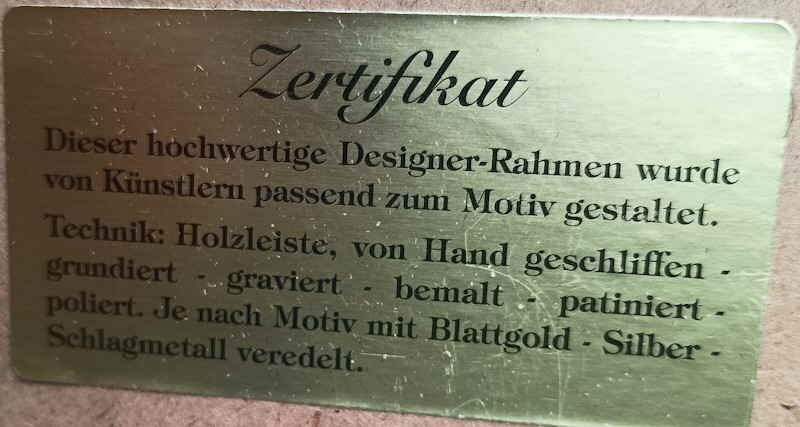 Zertifikat
Dieser hochwertige Designer-Rahmen wurde
von Künstlern passend zum Motiv gestaltet.
Technik: Holzleiste, von Hand geschliffen -
grundiert - graviert - bemalt - patiniert -
poliert. Je nach Motiv mit Blattgold - Silber -
Schlagmetall veredelt.